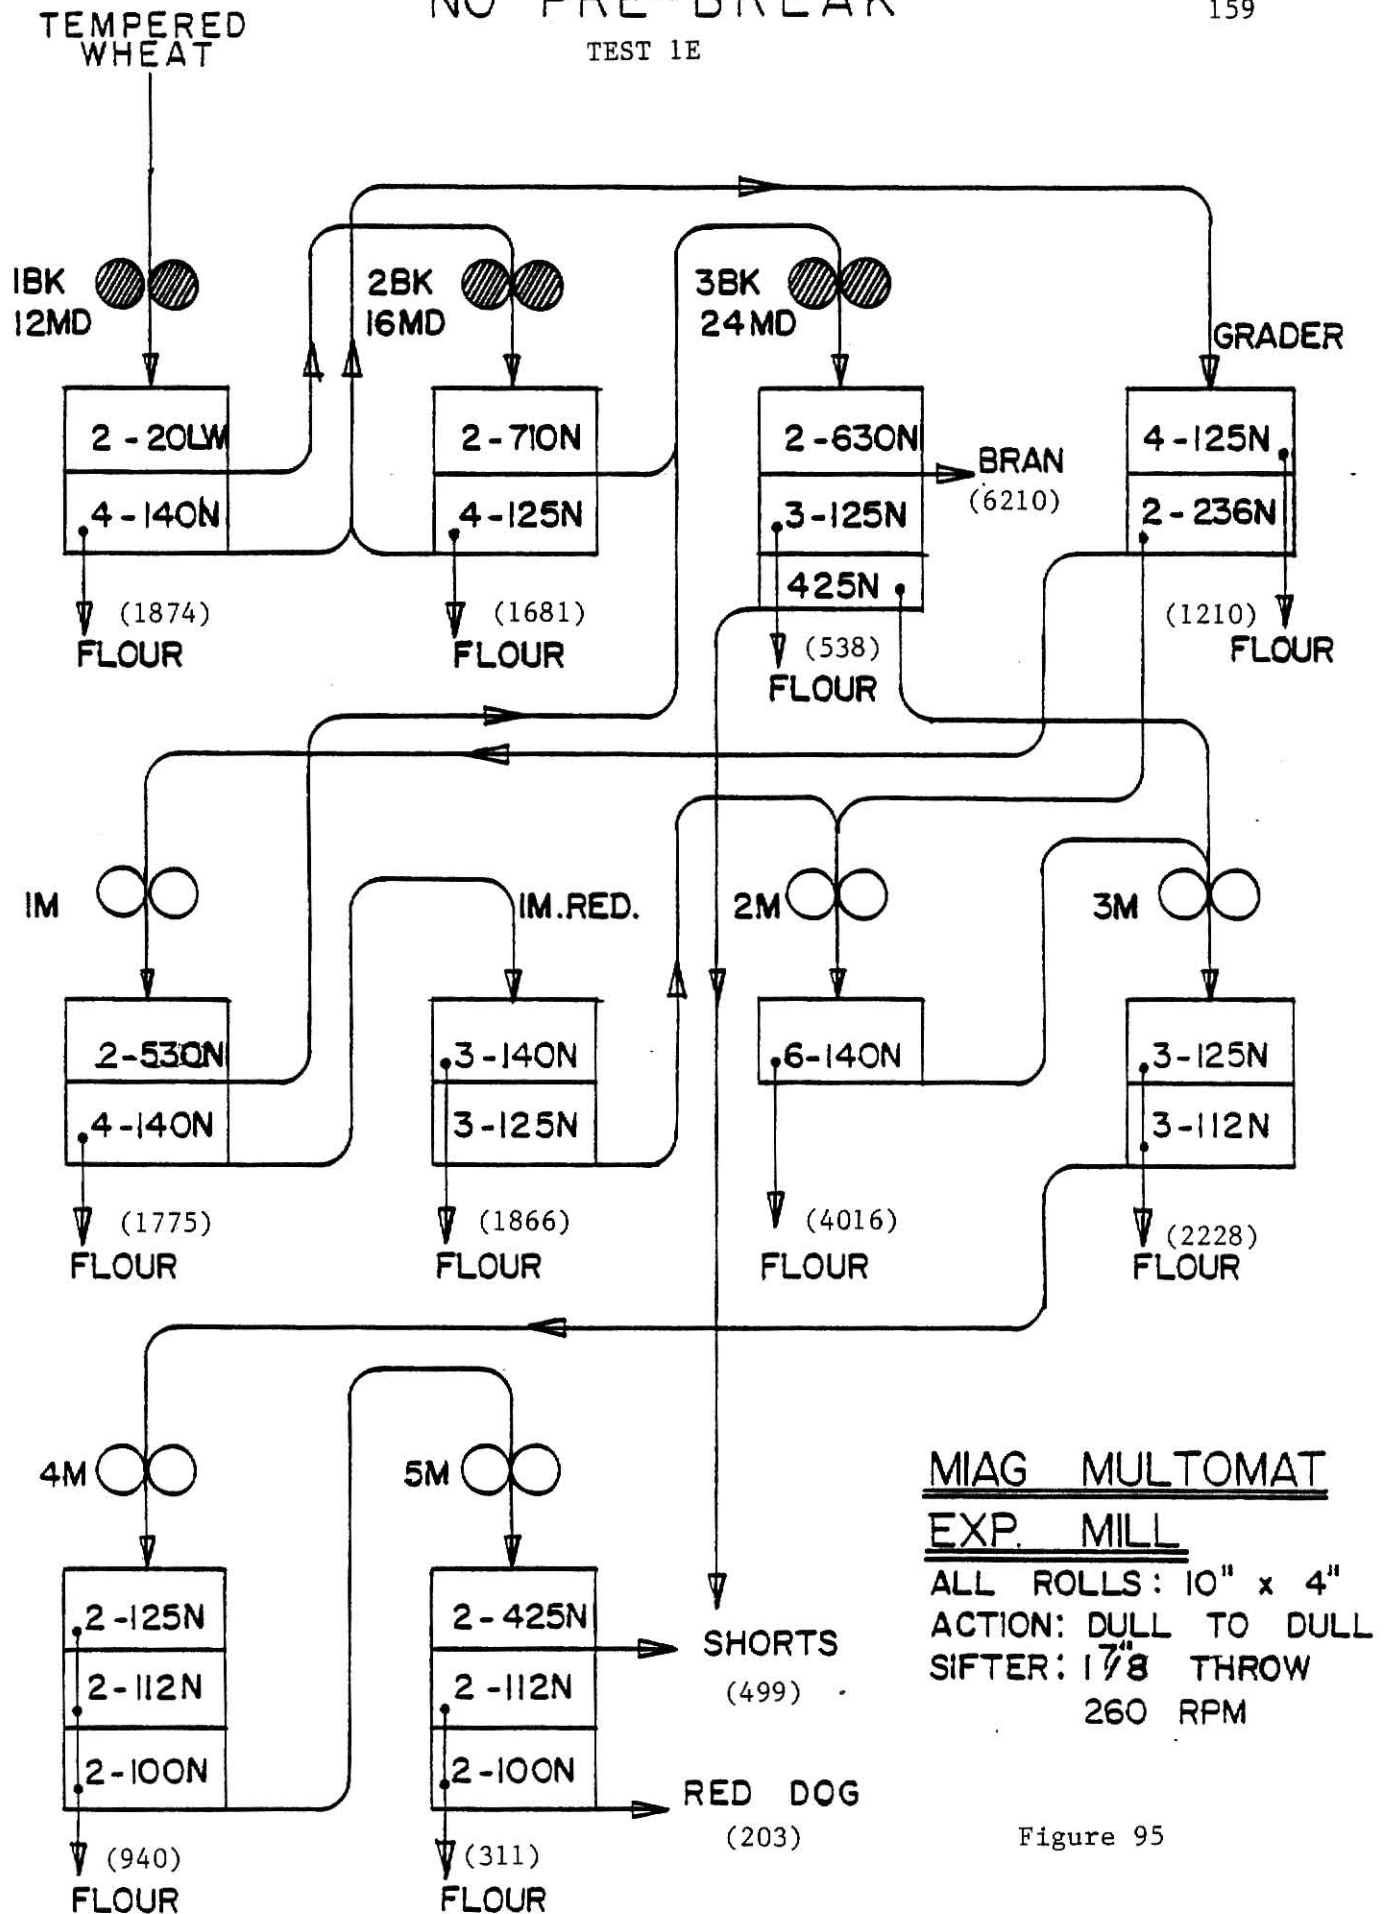 NO PRE-BREAK
159
TEMPERED
WHEAT
TEST 1E
1BK
12MD
2BK
16MD
3BK
24MD
GRADER
2-20LW
4-140N
2-710N
4-125N
2-630N
3-125N
425N
BRAN
(6210)
4-125N
2-236N
(1874)
FLOUR
(1681)
FLOUR
(538)
FLOUR
(1210)
FLOUR
1M
1M.RED.
2M
3M
2-530N
4-140N
3-140N
3-125N
6-140N
3-125N
3-112N
(1775)
FLOUR
(1866)
FLOUR
(4016)
FLOUR
(2228)
FLOUR
4M
5M
2-125N
2-112N
2-100N
2-425N
2-112N
2-100N
SHORTS
(499)
RED DOG
(203)
(940)
FLOUR
(311)
FLOUR
MIAG MULTOMAT
EXP. MILL
ALL ROLLS: 10" x 4"
ACTION: DULL TO DULL
SIFTER: 1 7/8" THROW
260 RPM
Figure 95